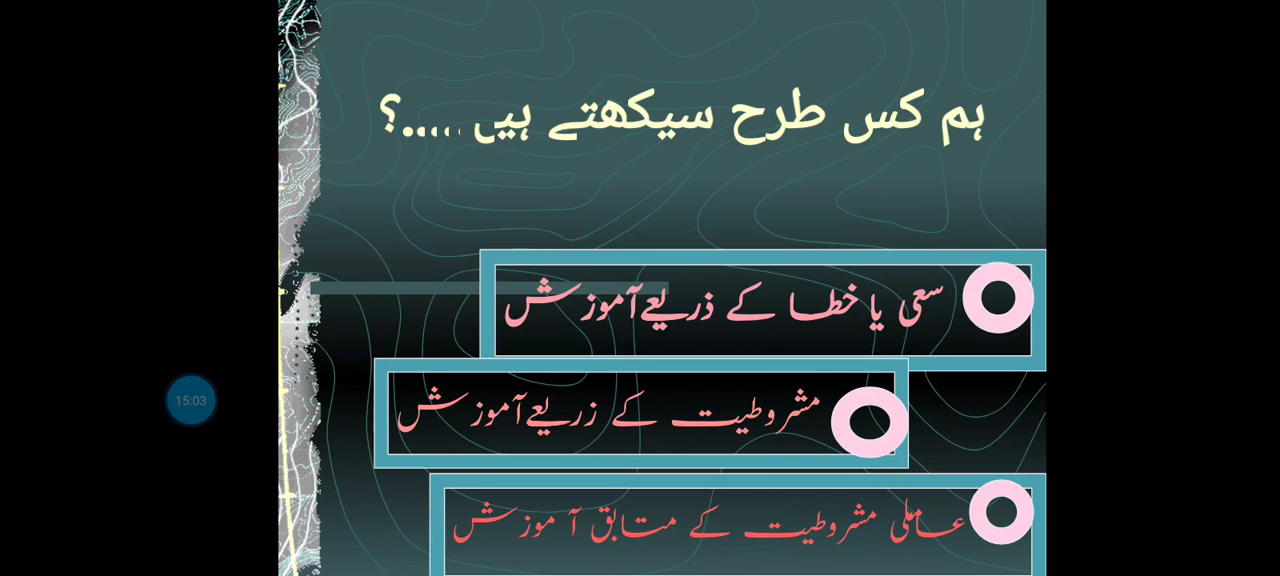 ہم کس طرح سیکھتے ہیں .....؟
سعی یا خطا کے ذریعے آموزش
مشروطیت کے زریعے آموزش
عاملی مشروطیت کے متابق آموزش
15:03